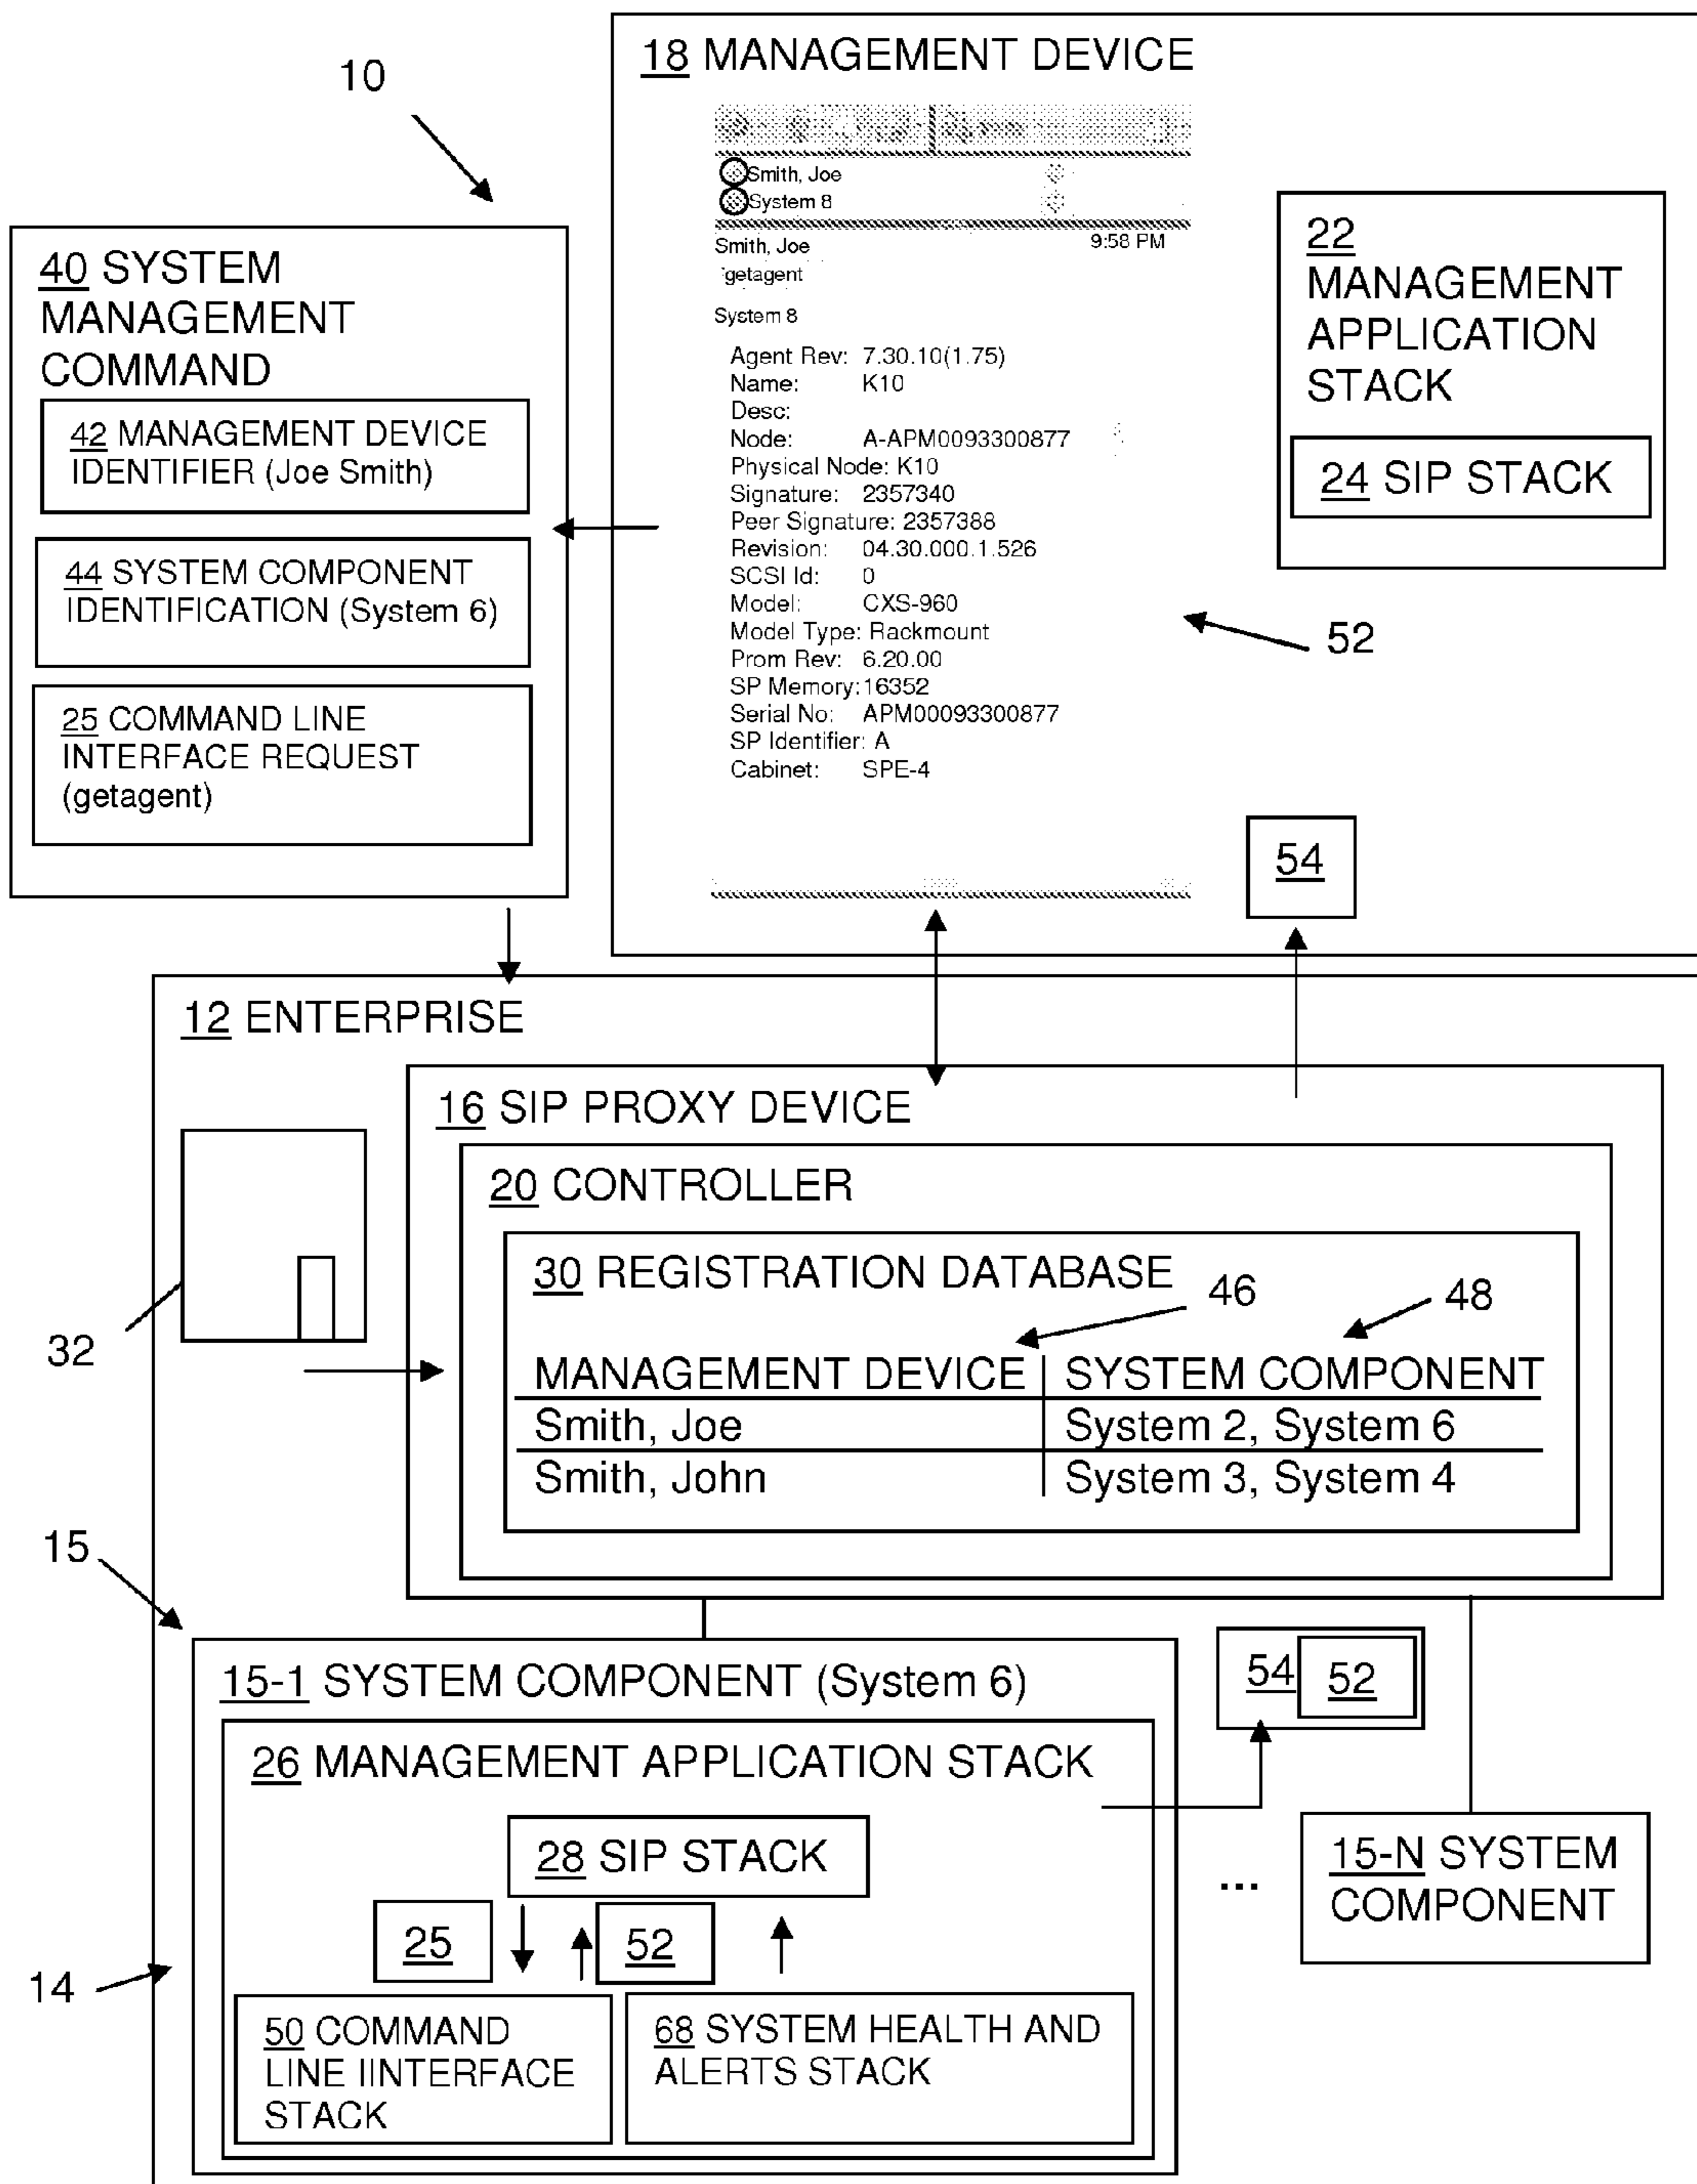 10
18 MANAGEMENT DEVICE
Smith, Joe
System 8
Smith, Joe 9:58 PM
getagent
System 8
Agent Rev: 7.30.10(1.75)
Name: K10
Desc:
Node: A-APM0093300877
Physical Node: K10
Signature: 2357340
Peer Signature: 2357388
Revision: 04.30.000.1.526
SCSI Id: 0
Model: CXS-960
Model Type: Rackmount
Prom Rev: 6.20.00
SP Memory: 16352
Serial No: APM00093300877
SP Identifier: A
Cabinet: SPE-4
52
22
MANAGEMENT
APPLICATION
STACK
24 SIP STACK
54
40 SYSTEM
MANAGEMENT
COMMAND
42 MANAGEMENT DEVICE
IDENTIFIER (Joe Smith)
44 SYSTEM COMPONENT
IDENTIFICATION (System 6)
25 COMMAND LINE
INTERFACE REQUEST
(getagent)
12 ENTERPRISE
16 SIP PROXY DEVICE
20 CONTROLLER
30 REGISTRATION DATABASE
46
48
MANAGEMENT DEVICE SYSTEM COMPONENT
Smith, Joe System 2, System 6
Smith, John System 3, System 4
32
15
15-1 SYSTEM COMPONENT (System 6)
26 MANAGEMENT APPLICATION STACK
28 SIP STACK
25
52
50 COMMAND
LINE IINTERFACE
STACK
68 SYSTEM HEALTH AND
ALERTS STACK
14
54
52
...
15-N SYSTEM
COMPONENT